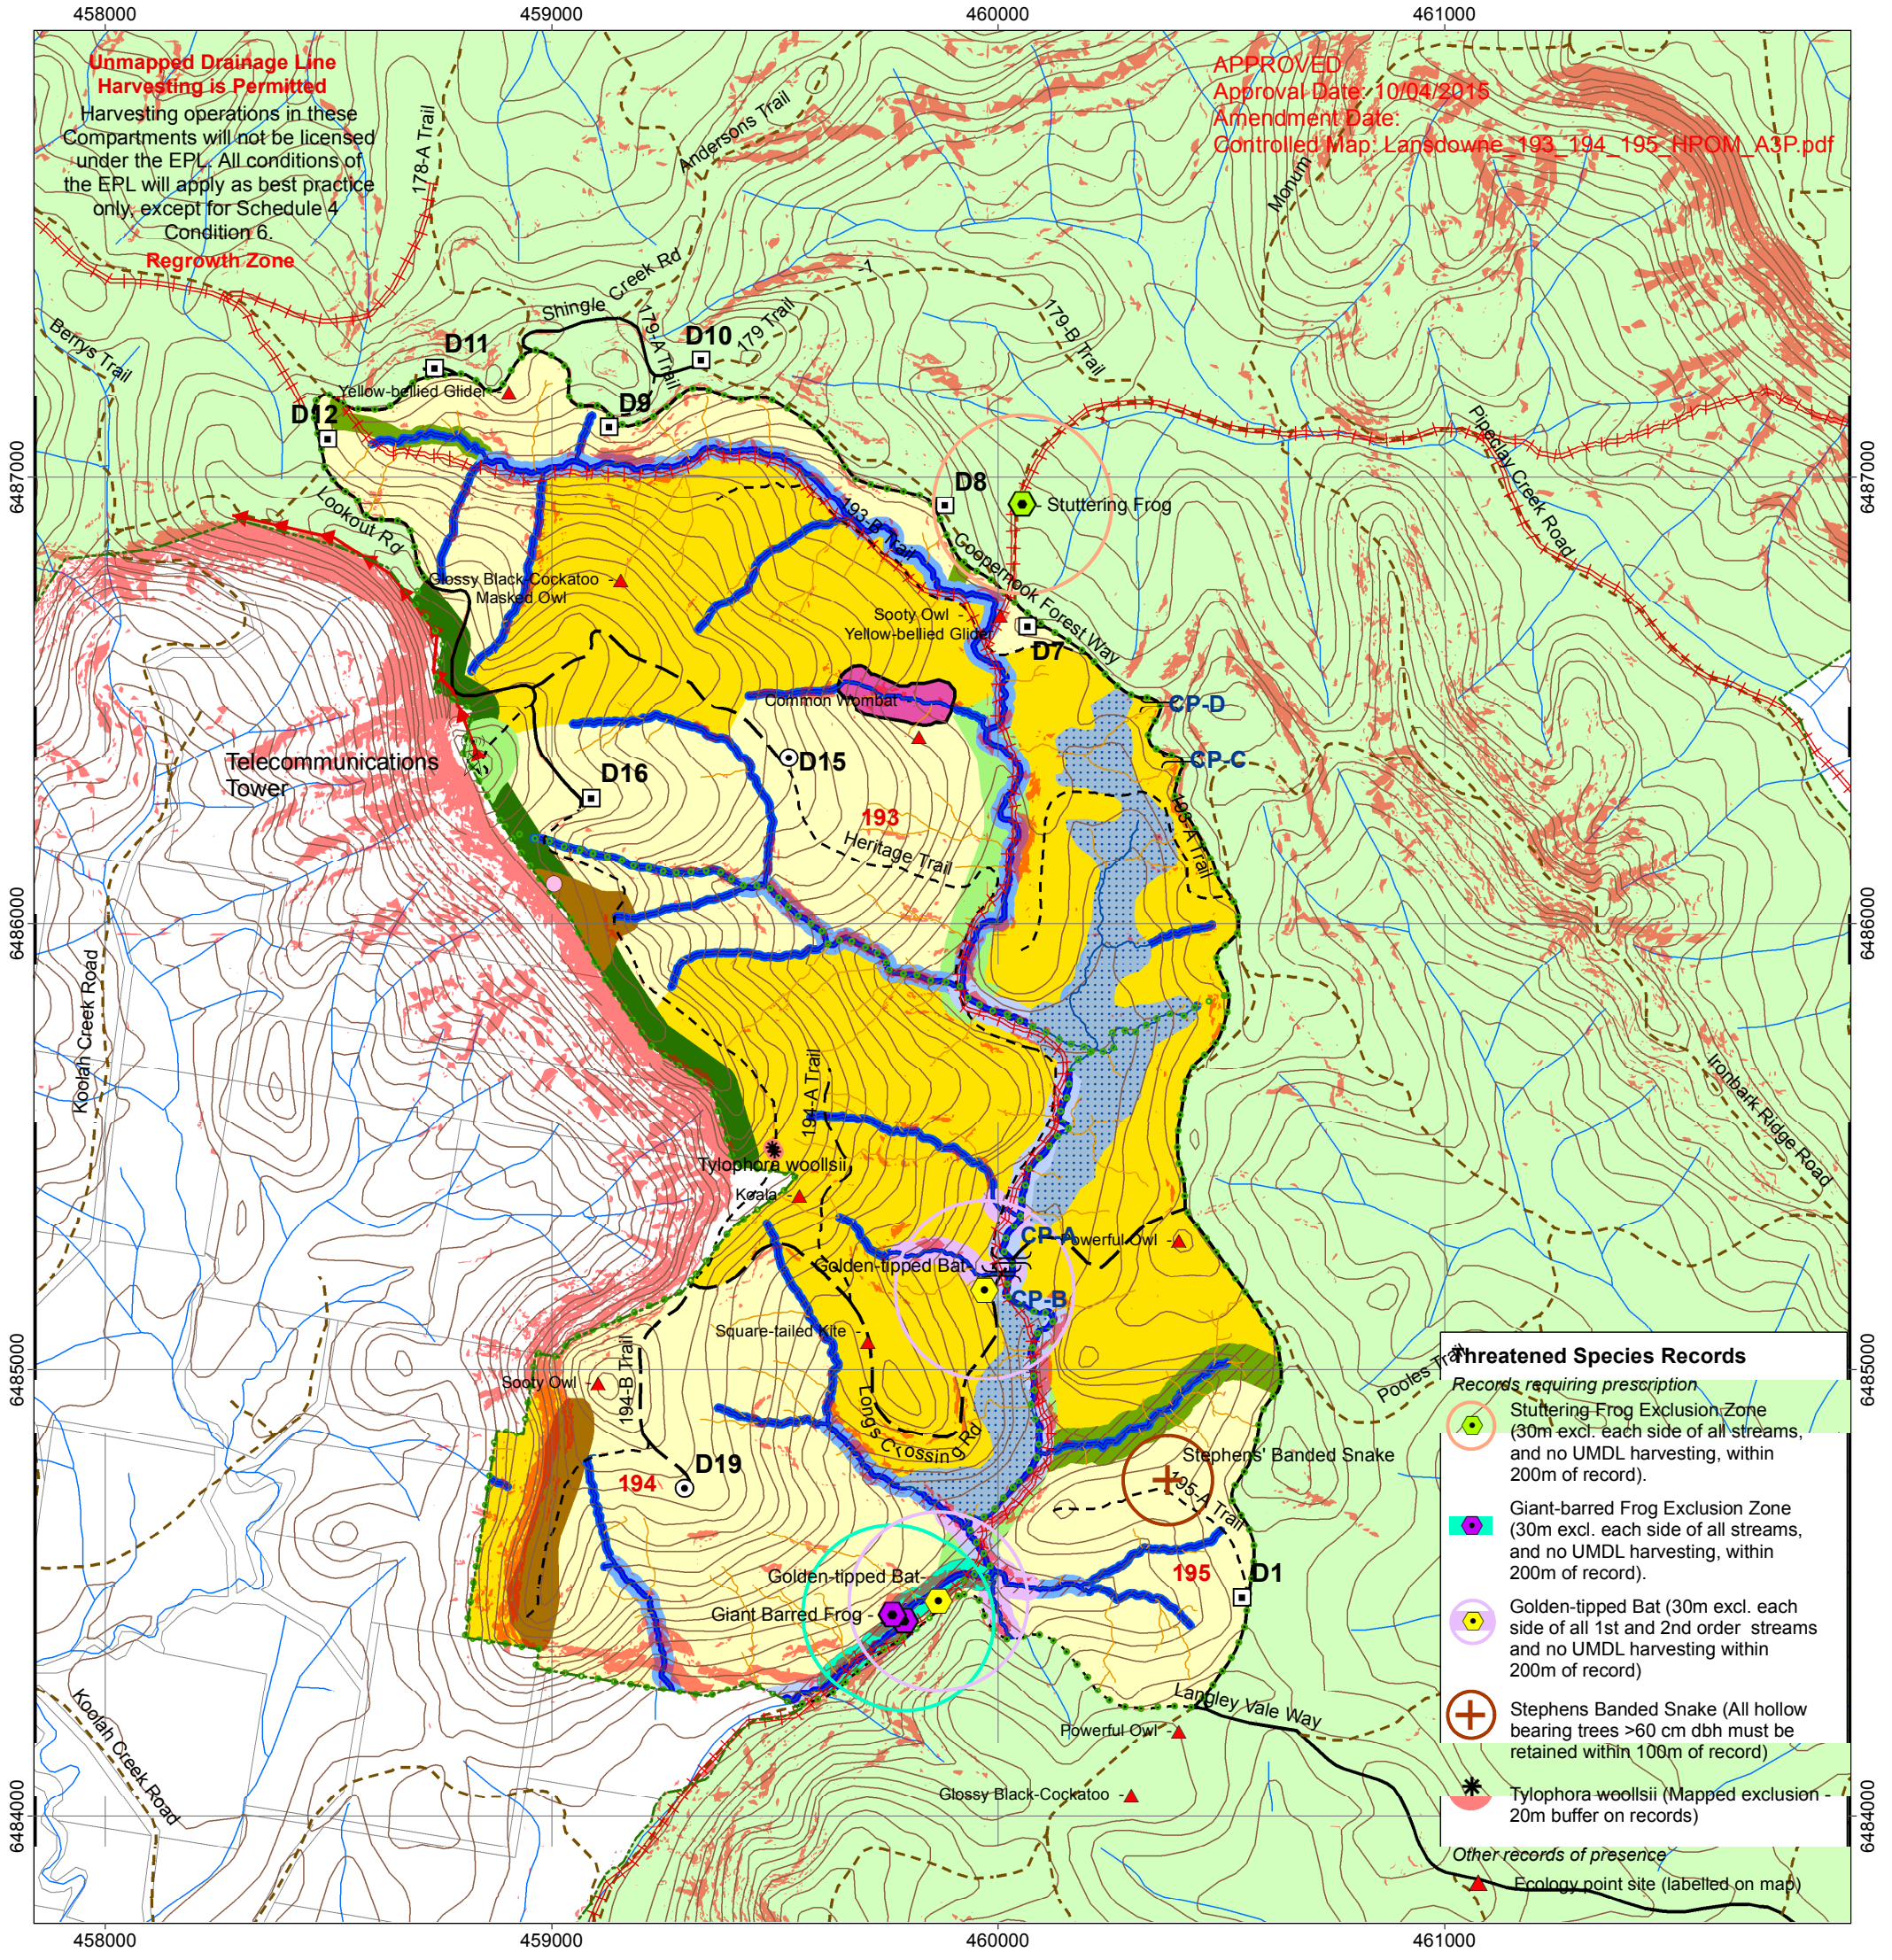 458000
459000
460000
461000
Unmapped Drainage Line
Harvesting is Permitted
Harvesting operations in these
Compartments will not be licensed
under the EPL. All conditions of
the EPL will apply as best practice
only, except for Schedule 4
Condition 6.
Regrowth Zone
APPROVED
Approval Date: 10/04/2015
Amendment Date:
Controlled Map: Lansdowne_193_194_195_HPOM_A3P.pdf
178-A Trail
Andersons Trail
Monum
Shingle Creek Rd
179-A Trail
179 Trail
-7
179-B Trail
Berrys Trail
D11
D10
Yellow-bellied Glider -
D9
D12
Pipeclay Creek Road
6487000
6487000
D8
- Stuttering Frog
193-B Trail
Lookout Rd
Coopernook Forest Way
Glossy Black-Cockatoo -
Masked Owl
Sooty Owl -
Yellow-bellied Glider
D7
Common Wombat -
CP-D
CP-C
Telecommunications
Tower
D15
D16
193
193-A Trail
Heritage Trail
6486000
6486000
Koolah Creek Road
194-A Trail
Ironbark Ridge Road
Tylophora woollsii
Koala -
CP-A
Powerful Owl -
Golden-tipped Bat-
CP-B
Square-tailed Kite -
6485000
6485000
Sooty Owl -
194-B Trail
Longs Crossing Rd
Pooles Trail
Stephens' Banded Snake
D19
194
195-A Trail
Golden-tipped Bat-
195
D1
Giant Barred Frog -
Langley Vale Way
Powerful Owl -
Koolah Creek Road
Glossy Black-Cockatoo -
6484000
6484000
Threatened Species Records
Records requiring prescription
Stuttering Frog Exclusion Zone
(30m excl. each side of all streams,
and no UMDL harvesting, within
200m of record).
Giant-barred Frog Exclusion Zone
(30m excl. each side of all streams,
and no UMDL harvesting, within
200m of record).
Golden-tipped Bat (30m excl. each
side of all 1st and 2nd order streams
and no UMDL harvesting within
200m of record)
Stephens Banded Snake (All hollow
bearing trees >60 cm dbh must be
retained within 100m of record)
Tylophora woollsii (Mapped exclusion -
20m buffer on records)
Other records of presence
Ecology point site (labelled on map)
458000
459000
460000
461000